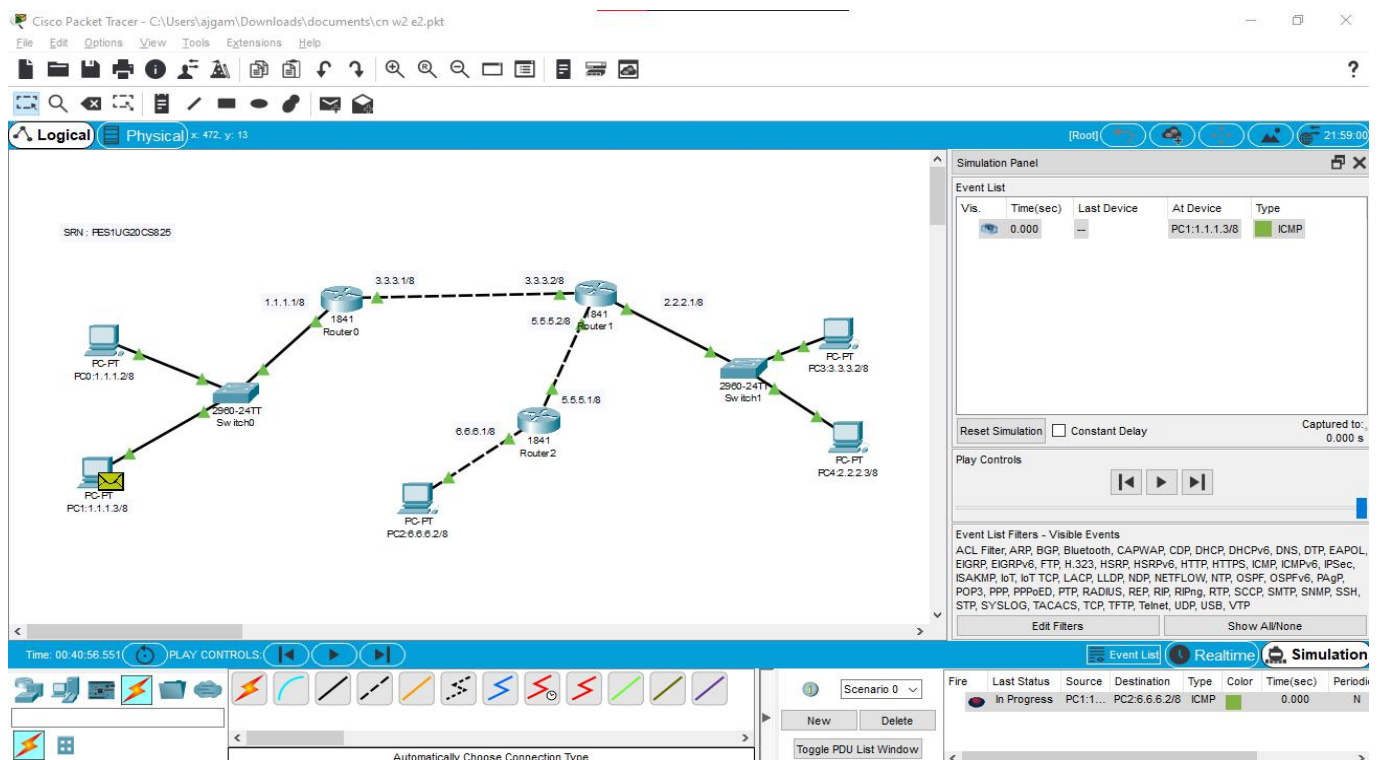 Cisco Packet Tracer - C:\Users\ajgam\Downloads\documents\cn w2 e2.pkt
File Edit Options View Tools Extensions Help
Logical Physical x: 472, y: 13 [Root] 21:59:00
SRN : PES1UG20CS825
3.3.3.1/8
3.3.3.2/8
1.1.1.1/8
2.2.2.1/8
1841
Router0
1841
Router1
5.5.5.2/8
PC-PT
PC0:1.1.1.2/8
PC-PT
PC3:3.3.3.2/8
2960-24TT
Switch0
2960-24TT
Switch1
5.5.5.1/8
6.6.6.1/8
1841
Router2
PC-PT
PC4:2.2.2.3/8
PC-PT
PC1:1.1.1.3/8
PC-PT
PC2:6.6.6.2/8
Simulation Panel
Event List
Vis. Time(sec) Last Device At Device Type
0.000 -- PC1:1.1.1.3/8 ICMP
Reset Simulation Constant Delay Captured to:
0.000 s
Play Controls
Event List Filters - Visible Events
ACL Filter, ARP, BGP, Bluetooth, CAPWAP, CDP, DHCP, DHCPv6, DNS, DTP, EAPOL,
EIGRP, EIGRPv6, FTP, H.323, HSRP, HSRPv6, HTTP, HTTPS, ICMP, ICMPv6, IPSec,
ISAKMP, IoT, IoT TCP, LACP, LLDP, NDP, NETFLOW, NTP, OSPF, OSPFv6, PAgP,
POP3, PPP, PPPoED, PTP, RADIUS, REP, RIP, RIPng, RTP, SCCP, SMTP, SNMP, SSH,
STP, SYSLOG, TACACS, TCP, TFTP, Telnet, UDP, USB, VTP
Edit Filters Show All/None
Time: 00:40:56.551 PLAY CONTROLS: Event List Realtime Simulation
Scenario 0
New Delete
Toggle PDU List Window
Fire Last Status Source Destination Type Color Time(sec) Periodi
In Progress PC1:1... PC2:6.6.6.2/8 ICMP 0.000 N
Automatically Choose Connection Type